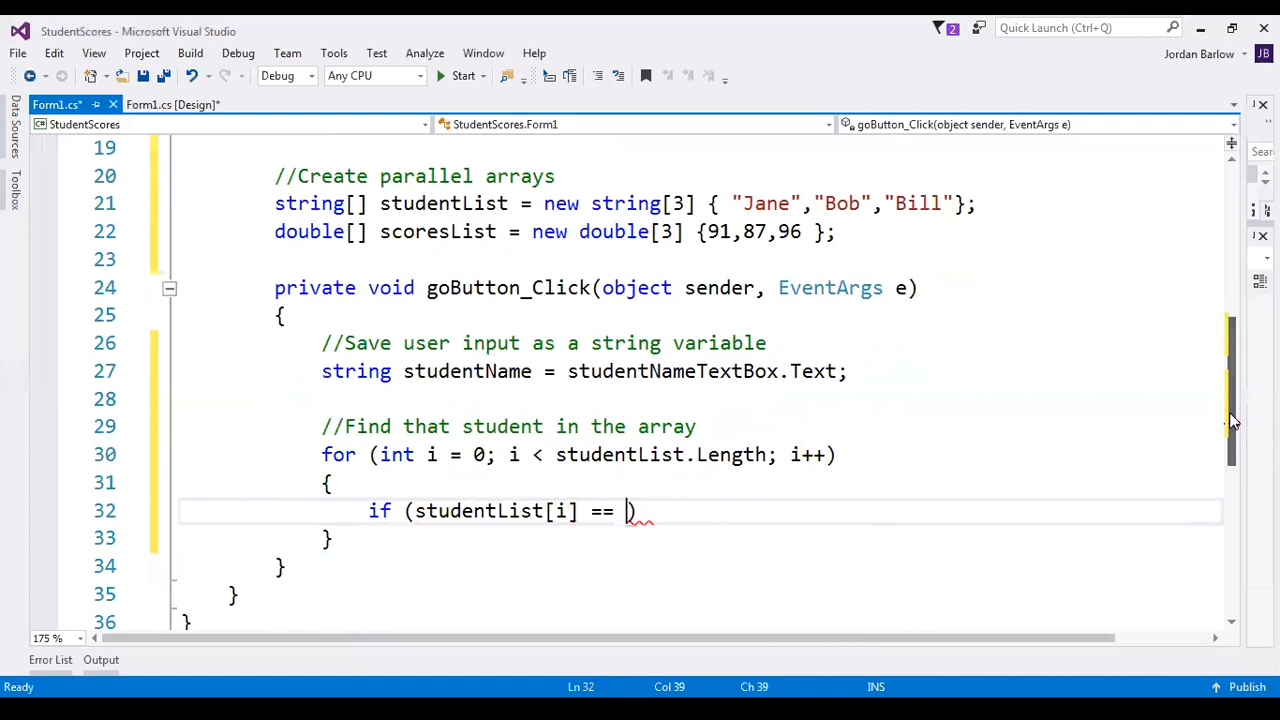 StudentScores - Microsoft Visual Studio
2
Quick Launch (Ctrl+Q)
File Edit View Project Build Debug Team Tools Test Analyze Window Help
Jordan Barlow JB
Debug Any CPU Start
Form1.cs* Form1.cs [Design]*
StudentScores StudentScores.Form1 goButton_Click(object sender, EventArgs e)
Data Sources
Toolbox
Sear
19
20 //Create parallel arrays
21 string[] studentList = new string[3] { "Jane","Bob","Bill"};
22 double[] scoresList = new double[3] {91,87,96 };
23
24 private void goButton_Click(object sender, EventArgs e)
25 {
26 //Save user input as a string variable
27 string studentName = studentNameTextBox.Text;
28
29 //Find that student in the array
30 for (int i = 0; i < studentList.Length; i++)
31 {
32 if (studentList[i] == )
33 }
34 }
35 }
36 }
175 %
Error List Output
Ready Ln 32 Col 39 Ch 39 INS Publish